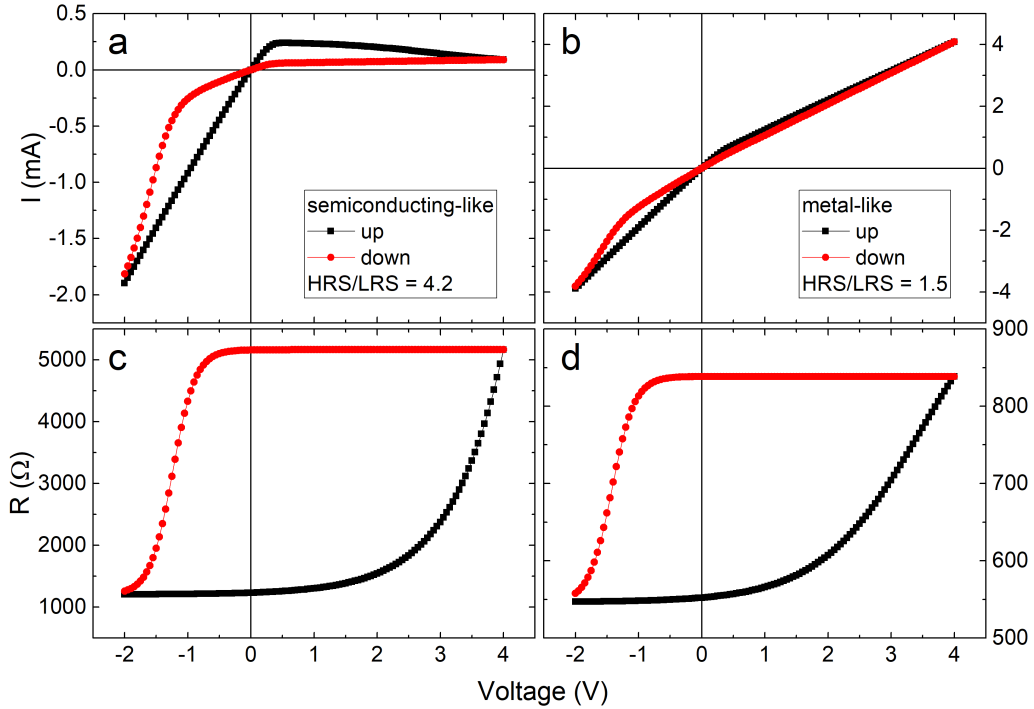 a
b
0.5
0.0
-0.5
-1.0
-1.5
-2.0
I (mA)
semiconducting-like
up
down
HRS/LRS = 4.2
metal-like
up
down
HRS/LRS = 1.5
4
2
0
-2
-4
c
d
5000
4000
3000
2000
1000
R (Ω)
900
800
700
600
500
-2 -1 0 1 2 3 4
-2 -1 0 1 2 3 4
Voltage (V)